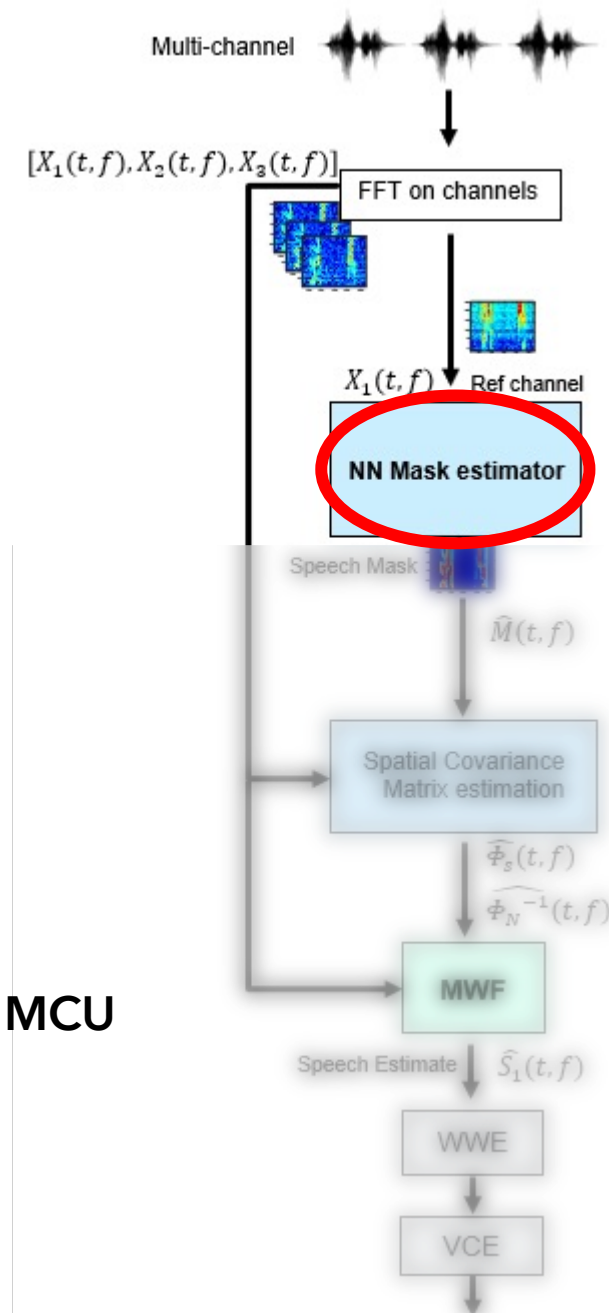 Multi-channel
[X₁(t,f), X₂(t,f), X₃(t,f)]
FFT on channels
X₁(t,f) Ref channel
NN Mask estimator
Speech Mask
M̂(t,f)
Spatial Covariance
Matrix estimation
Φ̂ₛ(t,f)
Φ̂_N⁻¹(t,f)
MWF
MCU
Speech Estimate Ŝ₁(t,f)
WWE
VCE